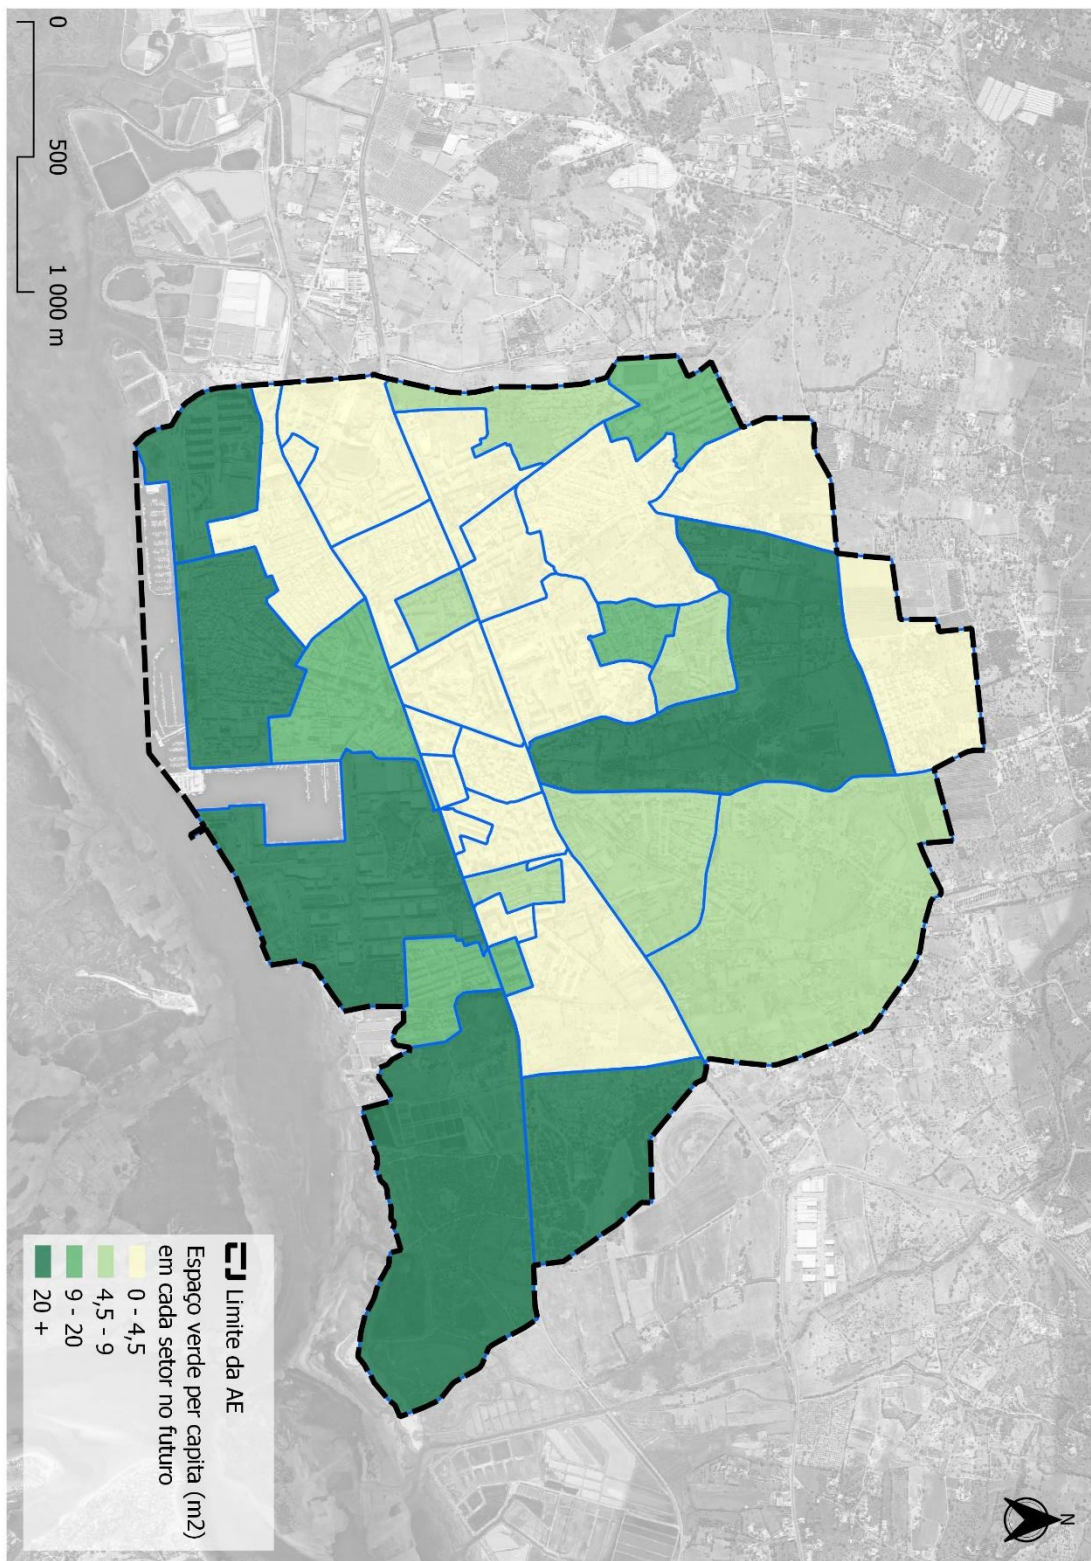 N
Limite da AE
Espaço verde per capita (m2)
em cada setor no futuro
0 - 4,5
4,5 - 9
9 - 20
20 +
0 500 1 000 m